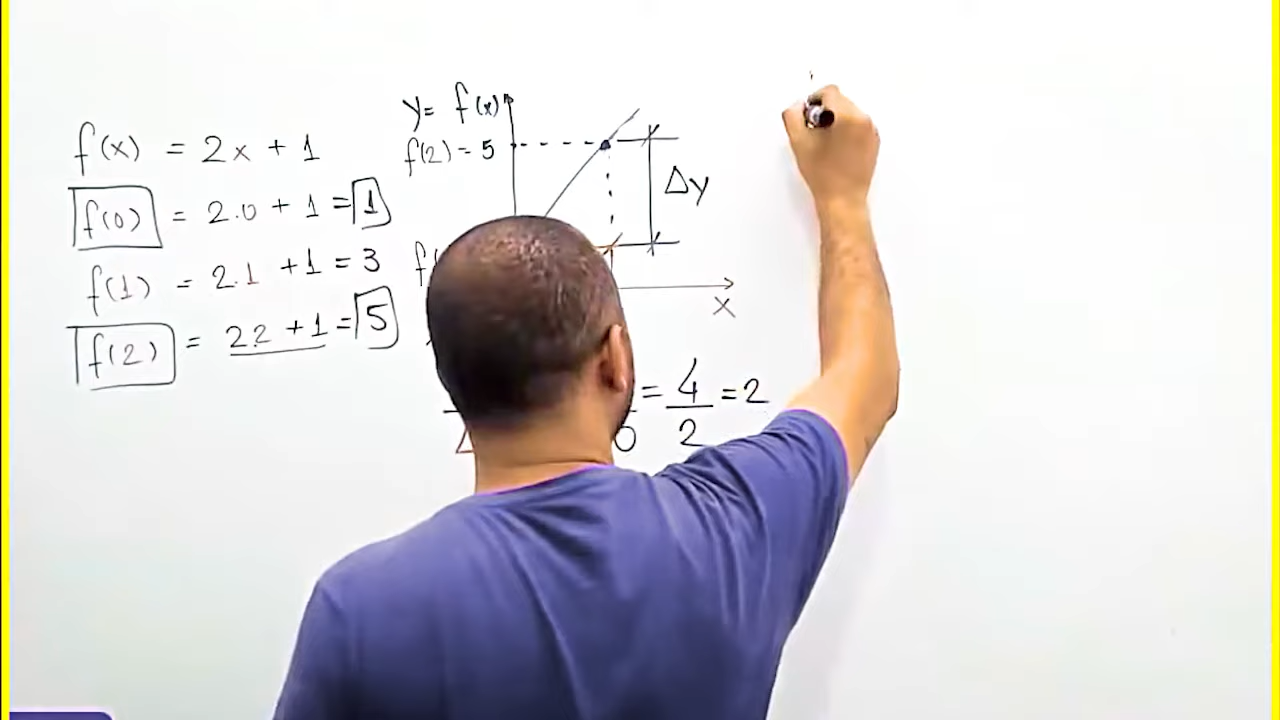 f(x) = 2x + 1
f(0) = 2.0 + 1 = 1
f(1) = 2.1 + 1 = 3
f(2) = 2.2 + 1 = 5
y = f(x)
f(2) = 5
Δy
x
= 4/2 = 2